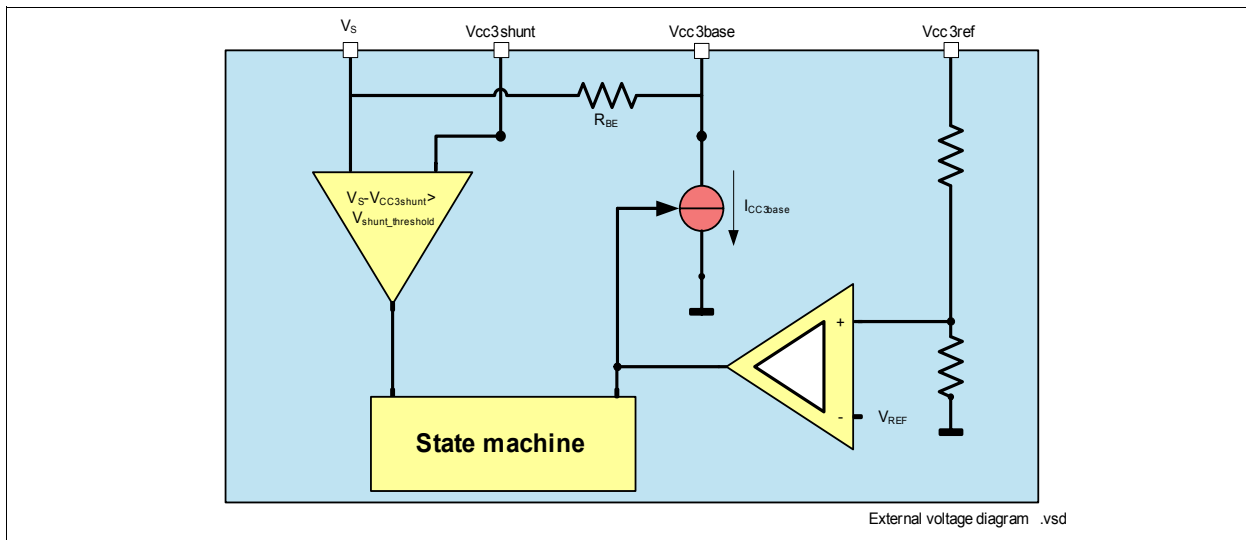 VS Vcc3shunt Vcc3base Vcc3ref
RBE
VS-VCC3shunt>
Vshunt_threshold
ICC3base
+
-
VREF
State machine
External voltage diagram .vsd